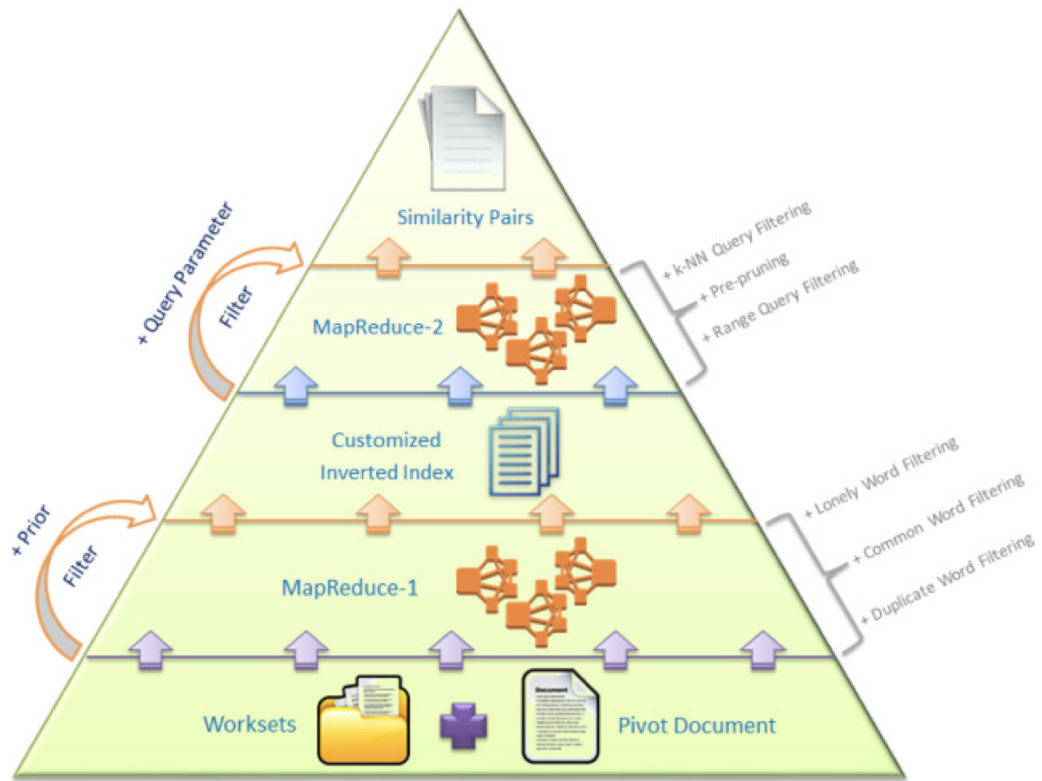 Similarity Pairs
+ Query Parameter
Filter
+ k-NN Query Filtering
+ Pre-pruning
+ Range Query Filtering
MapReduce-2
Customized
Inverted Index
+ Prior
Filter
+ Lonely Word Filtering
+ Common Word Filtering
+ Duplicate Word Filtering
MapReduce-1
Worksets
Document
Pivot Document